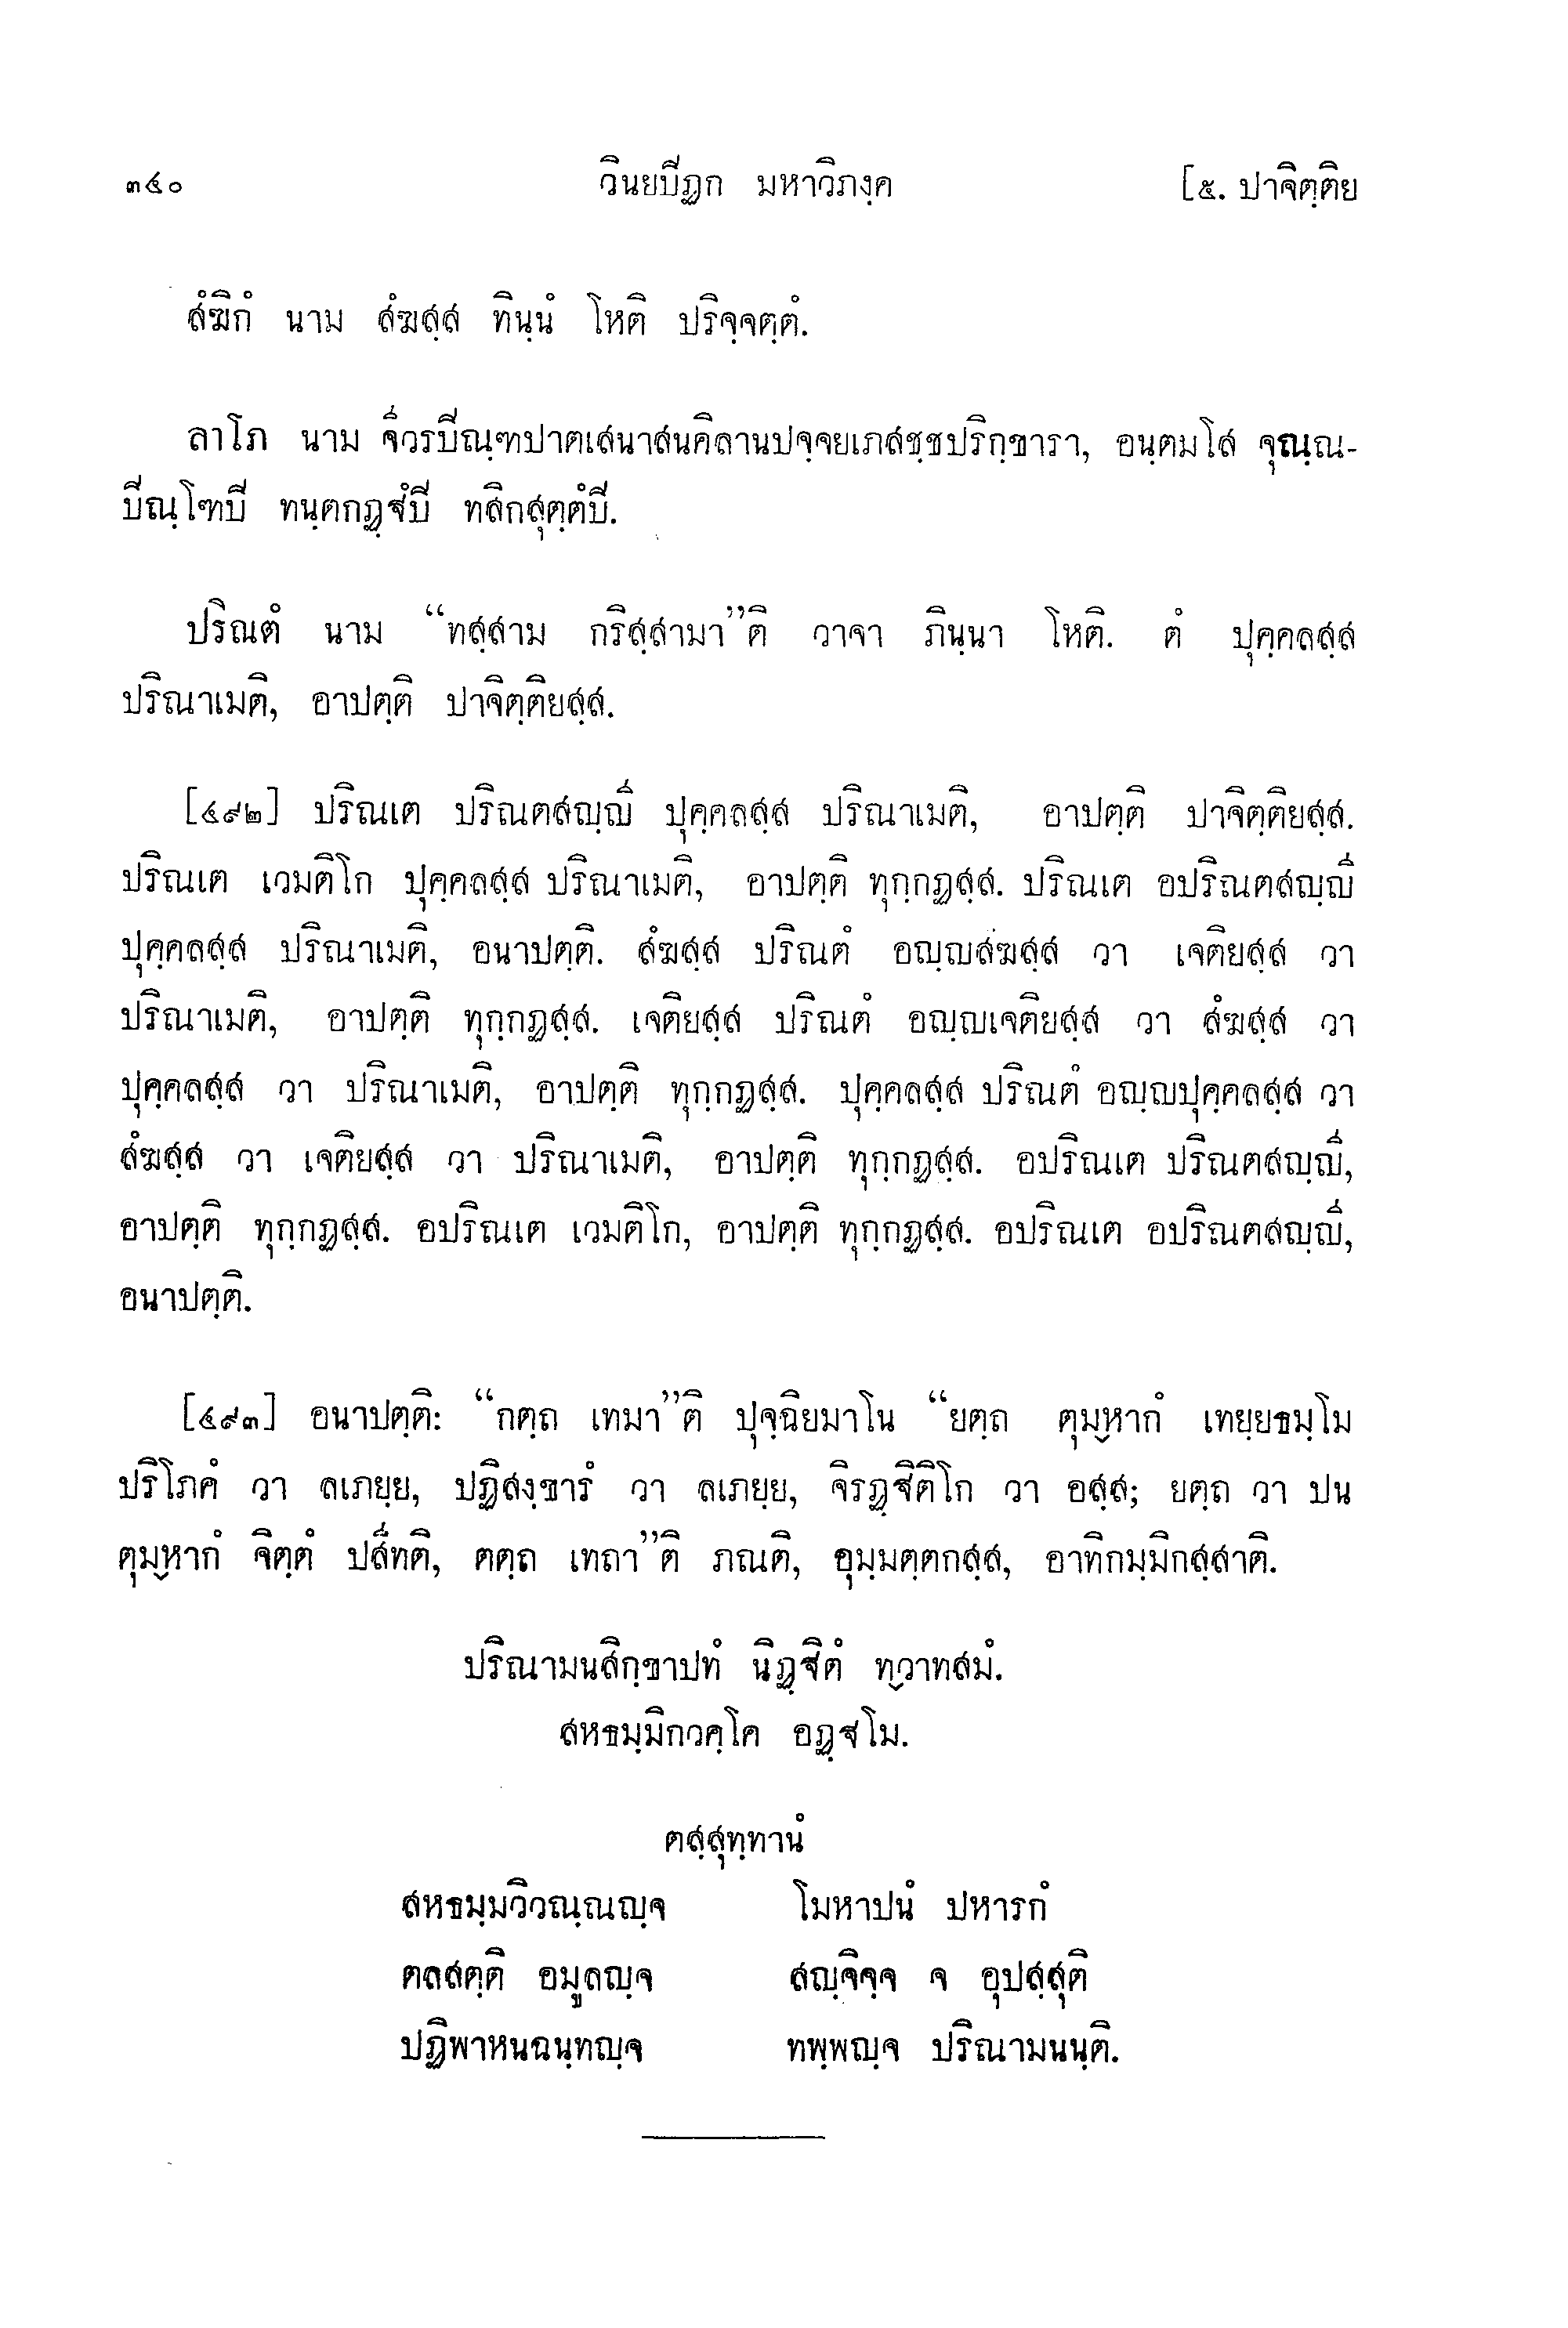 ๓๔๐ วินยปิฏก มหาวิภงฺค [๕. ปาจิตฺติย
สํฆิกํ นาม สํฆสฺส ทินฺนํ โหติ ปริจฺจตฺตํ.
ลาโภ นาม จีวรปิณฺฑปาตเสนาสนคิลานปจฺจยเภสชฺชปริกฺขารา, อนฺตมโส จุณฺณ-
ปิณฺโฑปิ ทนฺตกฏฺฐํปิ ทสิกสุตฺตํปิ.
ปริณตํ นาม “ทสฺสาม กริสฺสามา”ติ วาจา ภินฺนา โหติ. ตํ ปุคฺคลสฺส
ปริณาเมติ, อาปตฺติ ปาจิตฺติยสฺส.
[๔๙๒] ปริณเต ปริณตสญฺญี ปุคฺคลสฺส ปริณาเมติ, อาปตฺติ ปาจิตฺติยสฺส.
ปริณเต เวมติโก ปุคฺคลสฺส ปริณาเมติ, อาปตฺติ ทุกฺกฏสฺส. ปริณเต อปริณตสญฺญี
ปุคฺคลสฺส ปริณาเมติ, อนาปตฺติ. สํฆสฺส ปริณตํ อญฺญสํฆสฺส วา เจติยสฺส วา
ปริณาเมติ, อาปตฺติ ทุกฺกฏสฺส. เจติยสฺส ปริณตํ อญฺญเจติยสฺส วา สํฆสฺส วา
ปุคฺคลสฺส วา ปริณาเมติ, อาปตฺติ ทุกฺกฏสฺส. ปุคฺคลสฺส ปริณตํ อญฺญปุคฺคลสฺส วา
สํฆสฺส วา เจติยสฺส วา ปริณาเมติ, อาปตฺติ ทุกฺกฏสฺส. อปริณเต ปริณตสญฺญี,
อาปตฺติ ทุกฺกฏสฺส. อปริณเต เวมติโก, อาปตฺติ ทุกฺกฏสฺส. อปริณเต อปริณตสญฺญี,
อนาปตฺติ.
[๔๙๓] อนาปตฺติ: “กตฺถ เทมา”ติ ปุจฺฉิยมาโน “ยตฺถ ตุมฺหากํ เทยฺยธมฺโม
ปริโภคํ วา ลเภยฺย, ปฏิสงฺขารํ วา ลเภยฺย, จิรฏฺฐิติโก วา อสฺส; ยตฺถ วา ปน
ตุมฺหากํ จิตฺตํ ปสีทติ, ตตฺถ เทถา”ติ ภณติ, อุมฺมตฺตกสฺส, อาทิกมฺมิกสฺสาติ.
ปริณามนสิกฺขาปทํ นิฏฺฐิตํ ทฺวาทสมํ.
สหธมฺมิกวคฺโค อฏฺฐโม.
ตสฺสุทฺทานํ
สหธมฺมวิวณฺณญฺจ โมหาปนํ ปหารกํ
ตลสตฺติ อมูลญฺจ สญฺจิจฺจ จ อุปสฺสุติ
ปฏิพาหนฉนฺทญฺจ ทพฺพญฺจ ปริณามนนฺติ.